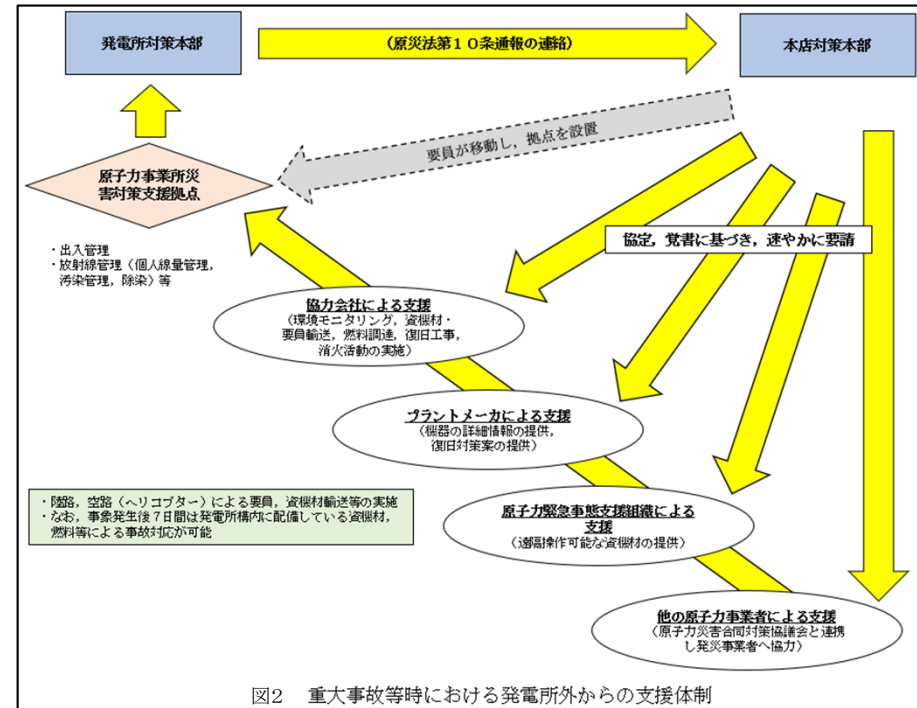 発電所対策本部
(原災法第10条通報の連絡)
本店対策本部
要員が移動し，拠点を設置
原子力事業所災
害対策支援拠点
・出入管理
・放射線管理（個人線量管理，
汚染管理，除染）等
協定，覚書に基づき，速やかに要請
協力会社による支援
（環境モニタリング，資機材・
要員輸送，燃料調達，復旧工事，
消火活動の実施）
プラントメーカによる支援
（機器の詳細情報の提供，
復旧対策案の提供）
・陸路，空路（ヘリコプター）による要員，資機材輸送等の実施
・なお，事象発生後7日間は発電所構内に配備している資機材，
燃料等による事故対応が可能
原子力緊急事態支援組織による
支援
（遠隔操作可能な資機材の提供）
他の原子力事業者による支援
（原子力災害合同対策協議会と連携
し発災事業者へ協力）
図2　重大事故等時における発電所外からの支援体制